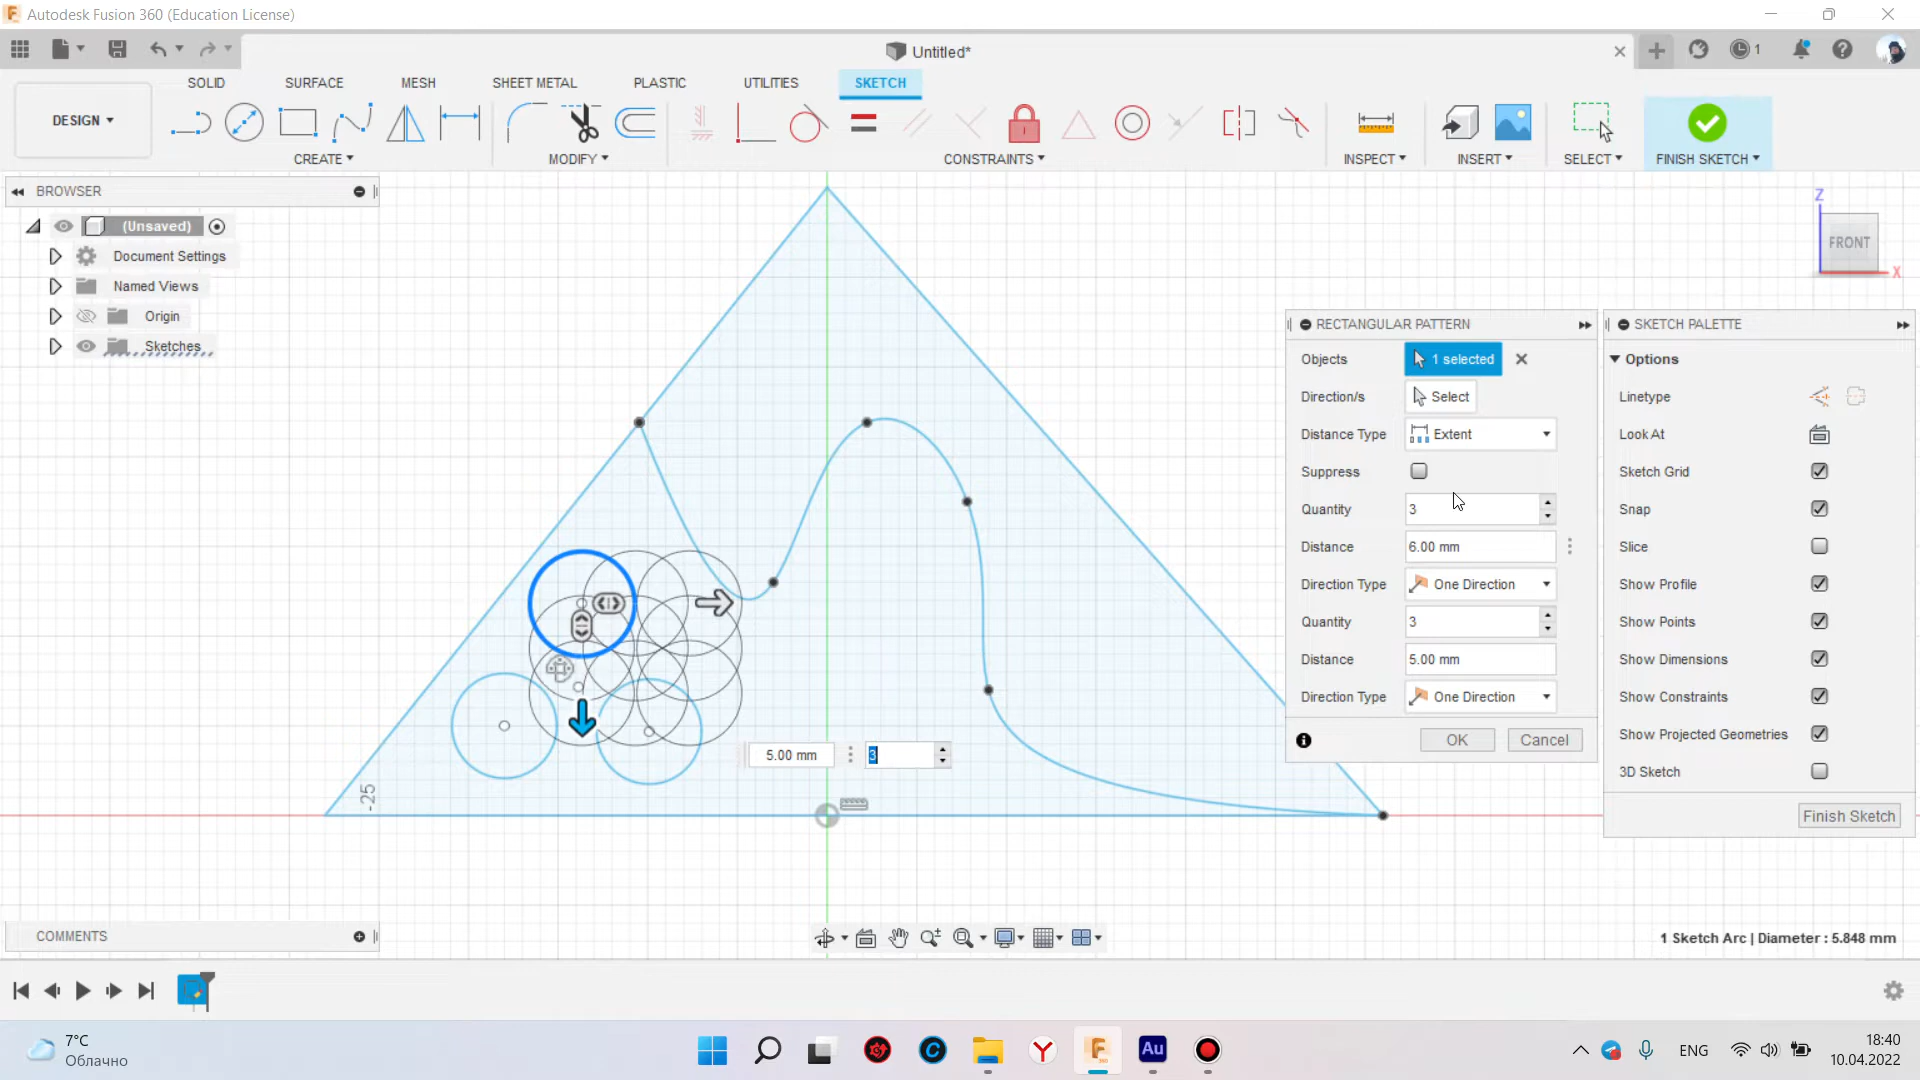 Autodesk Fusion 360 (Education License)
Untitled*
1
DESIGN
SOLID
SURFACE
MESH
SHEET METAL
PLASTIC
UTILITIES
SKETCH
CREATE
MODIFY
CONSTRAINTS
INSPECT
INSERT
SELECT
FINISH SKETCH
BROWSER
(Unsaved)
Document Settings
Named Views
Origin
Sketches
Z
FRONT
X
RECTANGULAR PATTERN
Objects
1 selected
Direction/s
Select
Distance Type
Extent
Suppress
Quantity
3
Distance
6.00 mm
Direction Type
One Direction
Quantity
3
Distance
5.00 mm
Direction Type
One Direction
OK
Cancel
SKETCH PALETTE
Options
Linetype
Look At
Sketch Grid
Snap
Slice
Show Profile
Show Points
Show Dimensions
Show Constraints
Show Projected Geometries
3D Sketch
Finish Sketch
-25
5.00 mm
3
COMMENTS
1 Sketch Arc | Diameter : 5.848 mm
7°C
Облачно
Au
ENG
18:40
10.04.2022